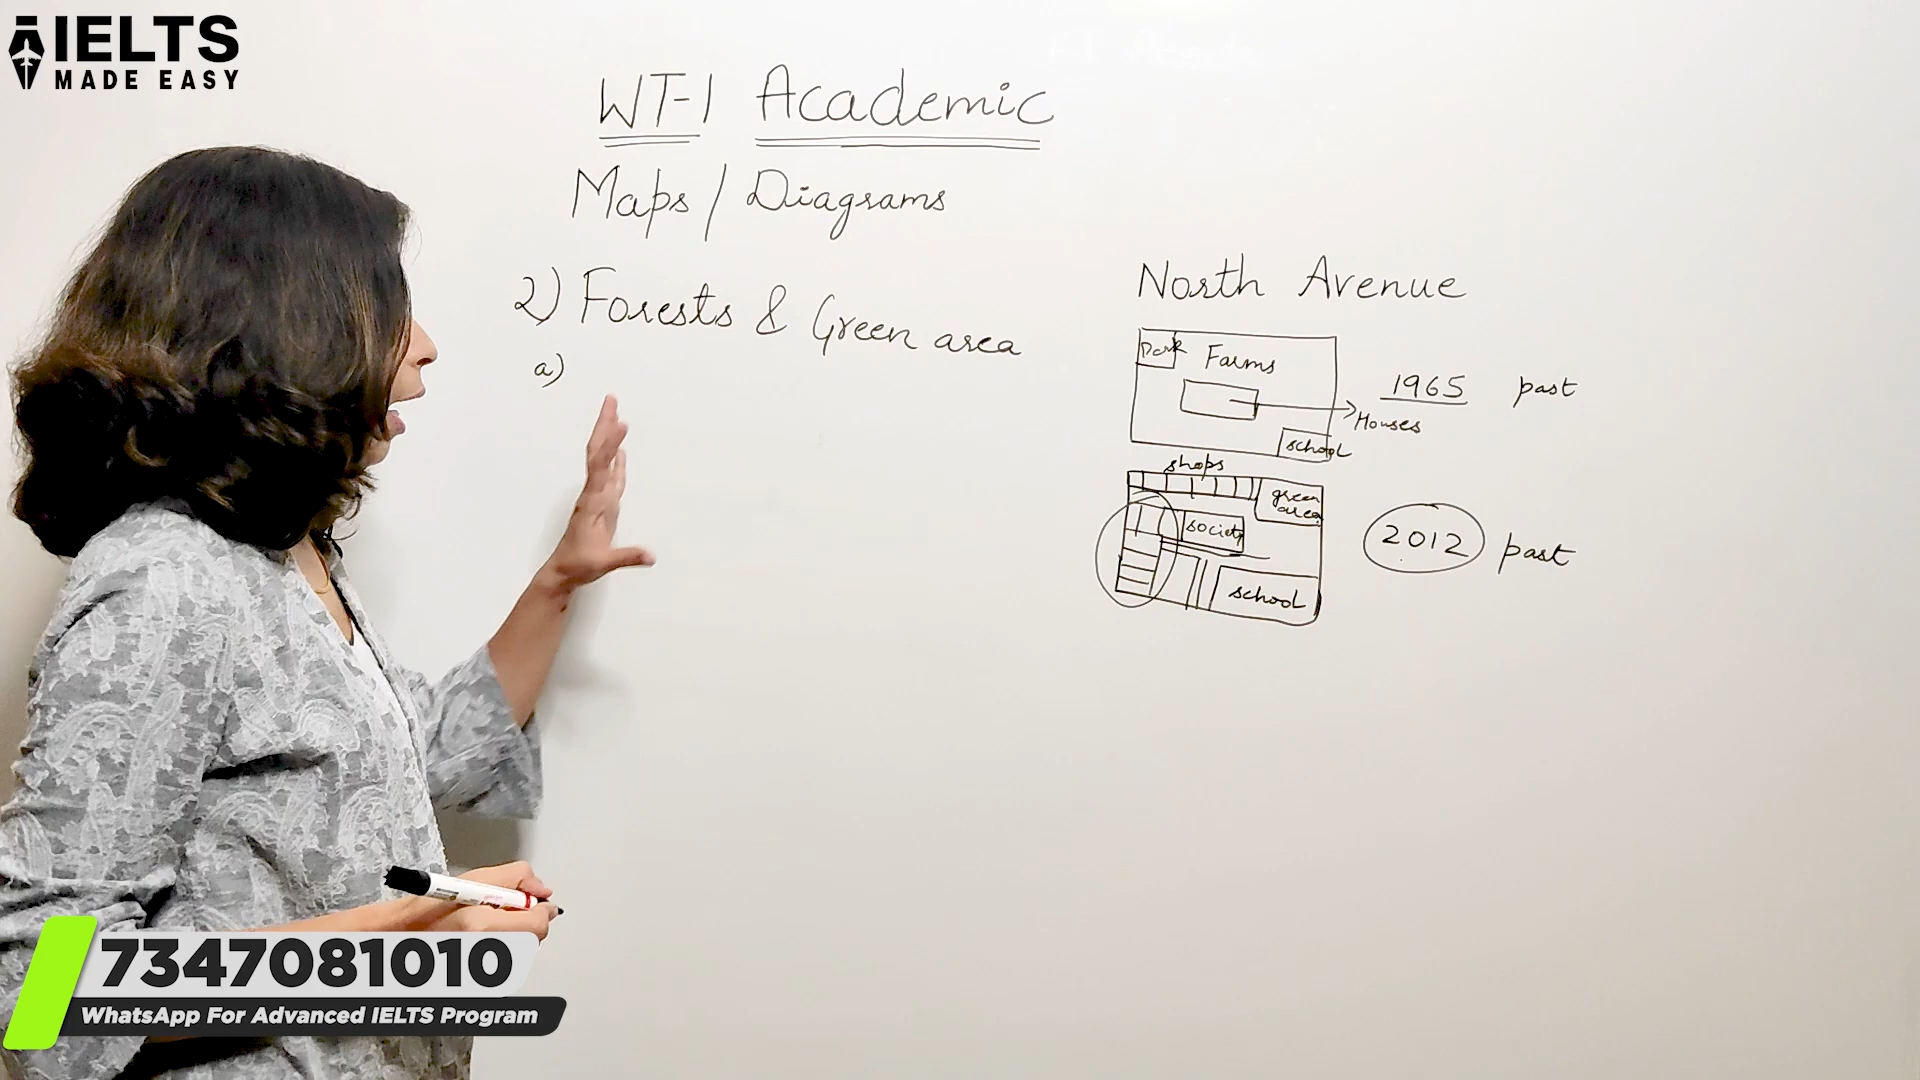 IELTS
MADE EASY
WT-1 Academic
Maps / Diagrams
2) Forests & Green area
a)
North Avenue
Park
Farms
1965 past
Houses
school
shops
green
area
society
2012 past
school
7347081010
WhatsApp For Advanced IELTS Program